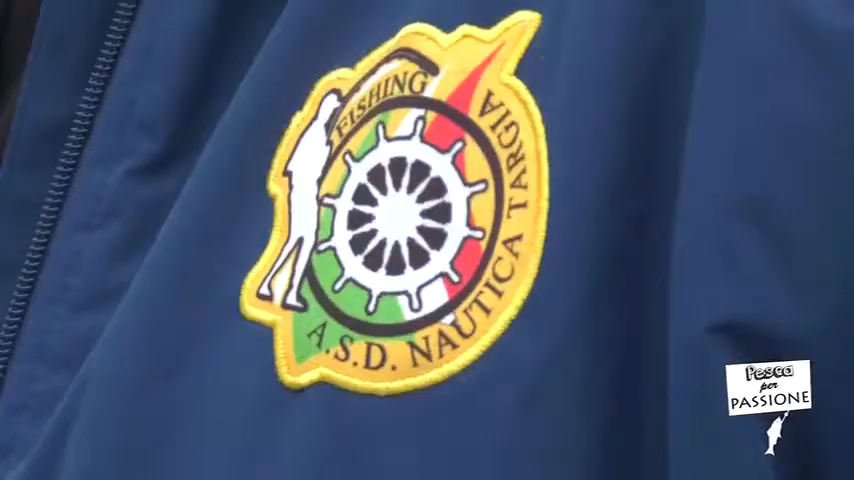 FISHING
A.S.D. NAUTICA TARGIA
Pesca
per
PASSIONE